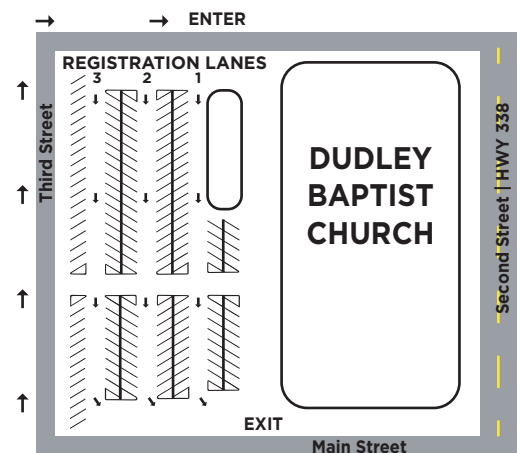 ENTER
REGISTRATION LANES
3 2 1
Third Street
DUDLEY
BAPTIST
CHURCH
Second Street | HWY 338
EXIT
Main Street